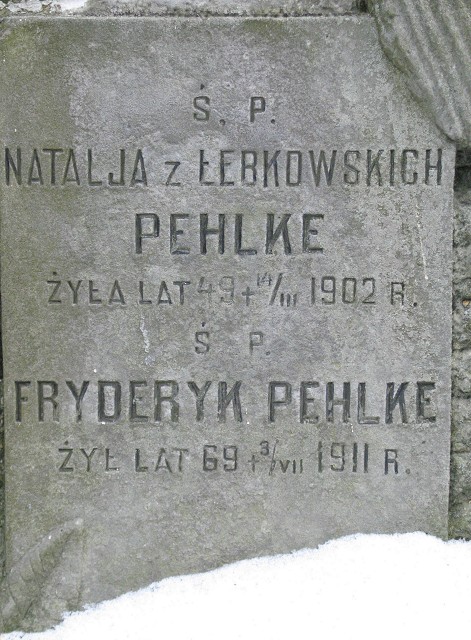 Ś. P.
NATALJA z ŁEBKOWSKICH
PEHLKE
ŻYŁA LAT 49 + 14/III 1902 R.
Ś P.
FRYDERYK PEHLKE
ŻYŁ LAT 69 + 3/VII 1911 R.